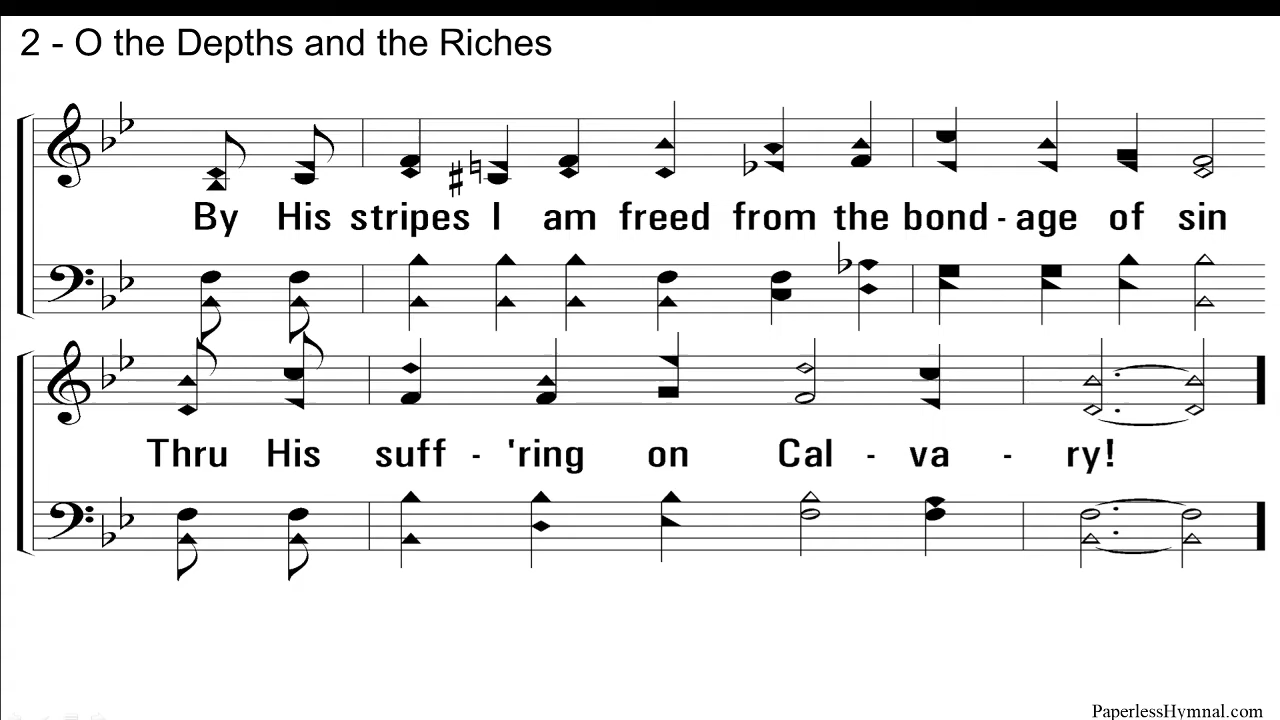 2 - O the Depths and the Riches
By His stripes I am freed from the bond - age of sin
Thru His suff - 'ring on Cal - va - ry!
PaperlessHymnal.com